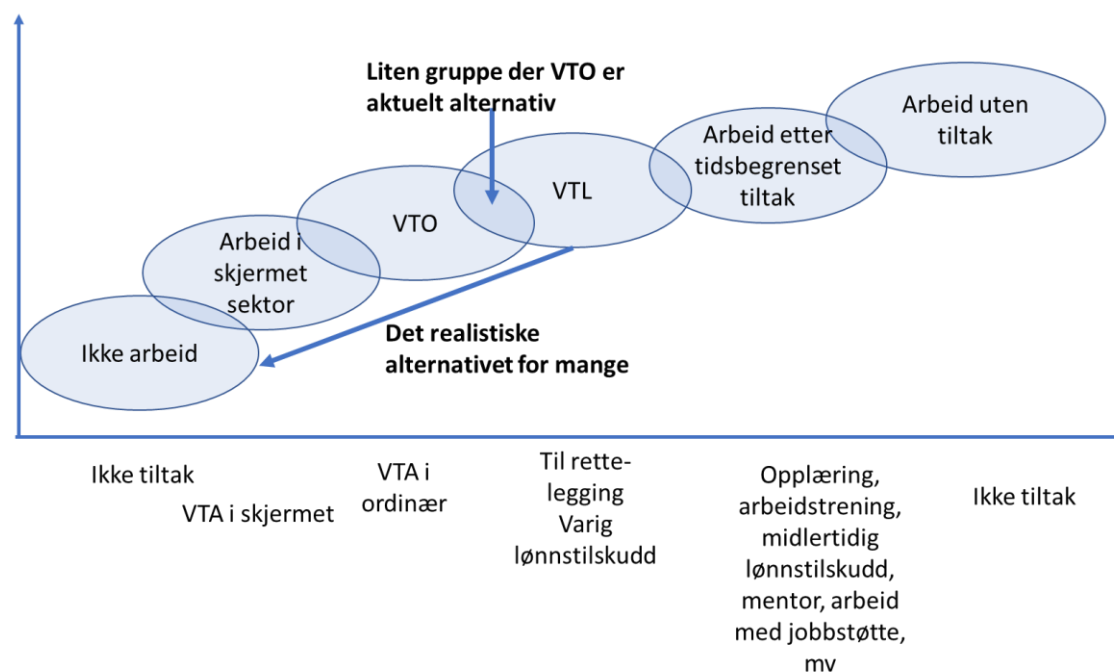 Liten gruppe der VTO er
aktuelt alternativ
Arbeid uten
tiltak
Arbeid etter
tidsbegrenset
tiltak
VTL
VTO
Arbeid i
skjermet
sektor
Ikke arbeid
Det realistiske
alternativet for mange
Ikke tiltak
VTA i skjermet
VTA i
ordinær
Til rette-
legging
Varig
lønnstilskudd
Opplæring,
arbeidstrening,
midlertidig
lønnstilskudd,
mentor, arbeid
med jobbstøtte,
mv
Ikke tiltak